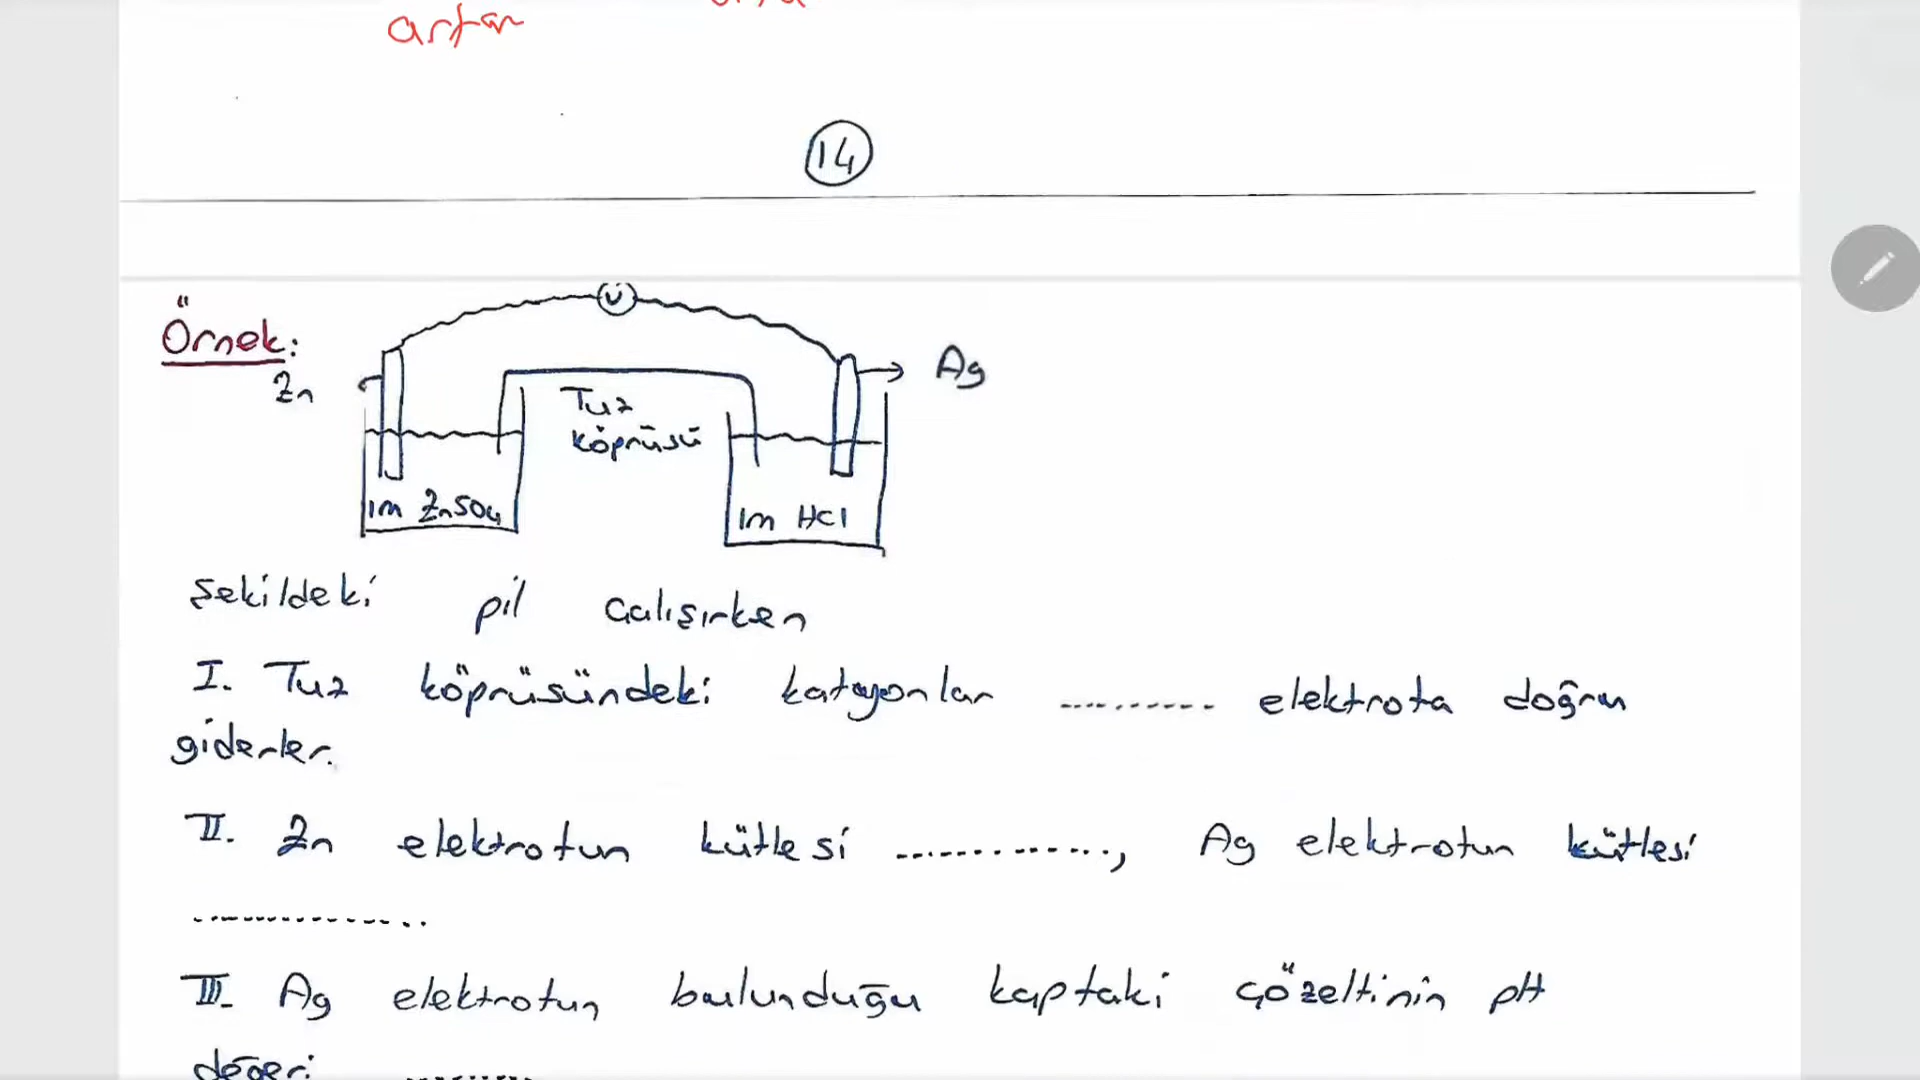 artan
14
Örnek:
Zn
V
Ag
Tuz
köprüsü
1m ZnSO4
1m HCl
Şekildeki pil çalışırken
I. Tuz köprüsündeki katyonlar .......... elektrota doğru
giderler.
II. Zn elektrotun kütlesi .............., Ag elektrotun kütlesi
................
III. Ag elektrotun bulunduğu kaptaki çözeltinin pH
değeri ..........